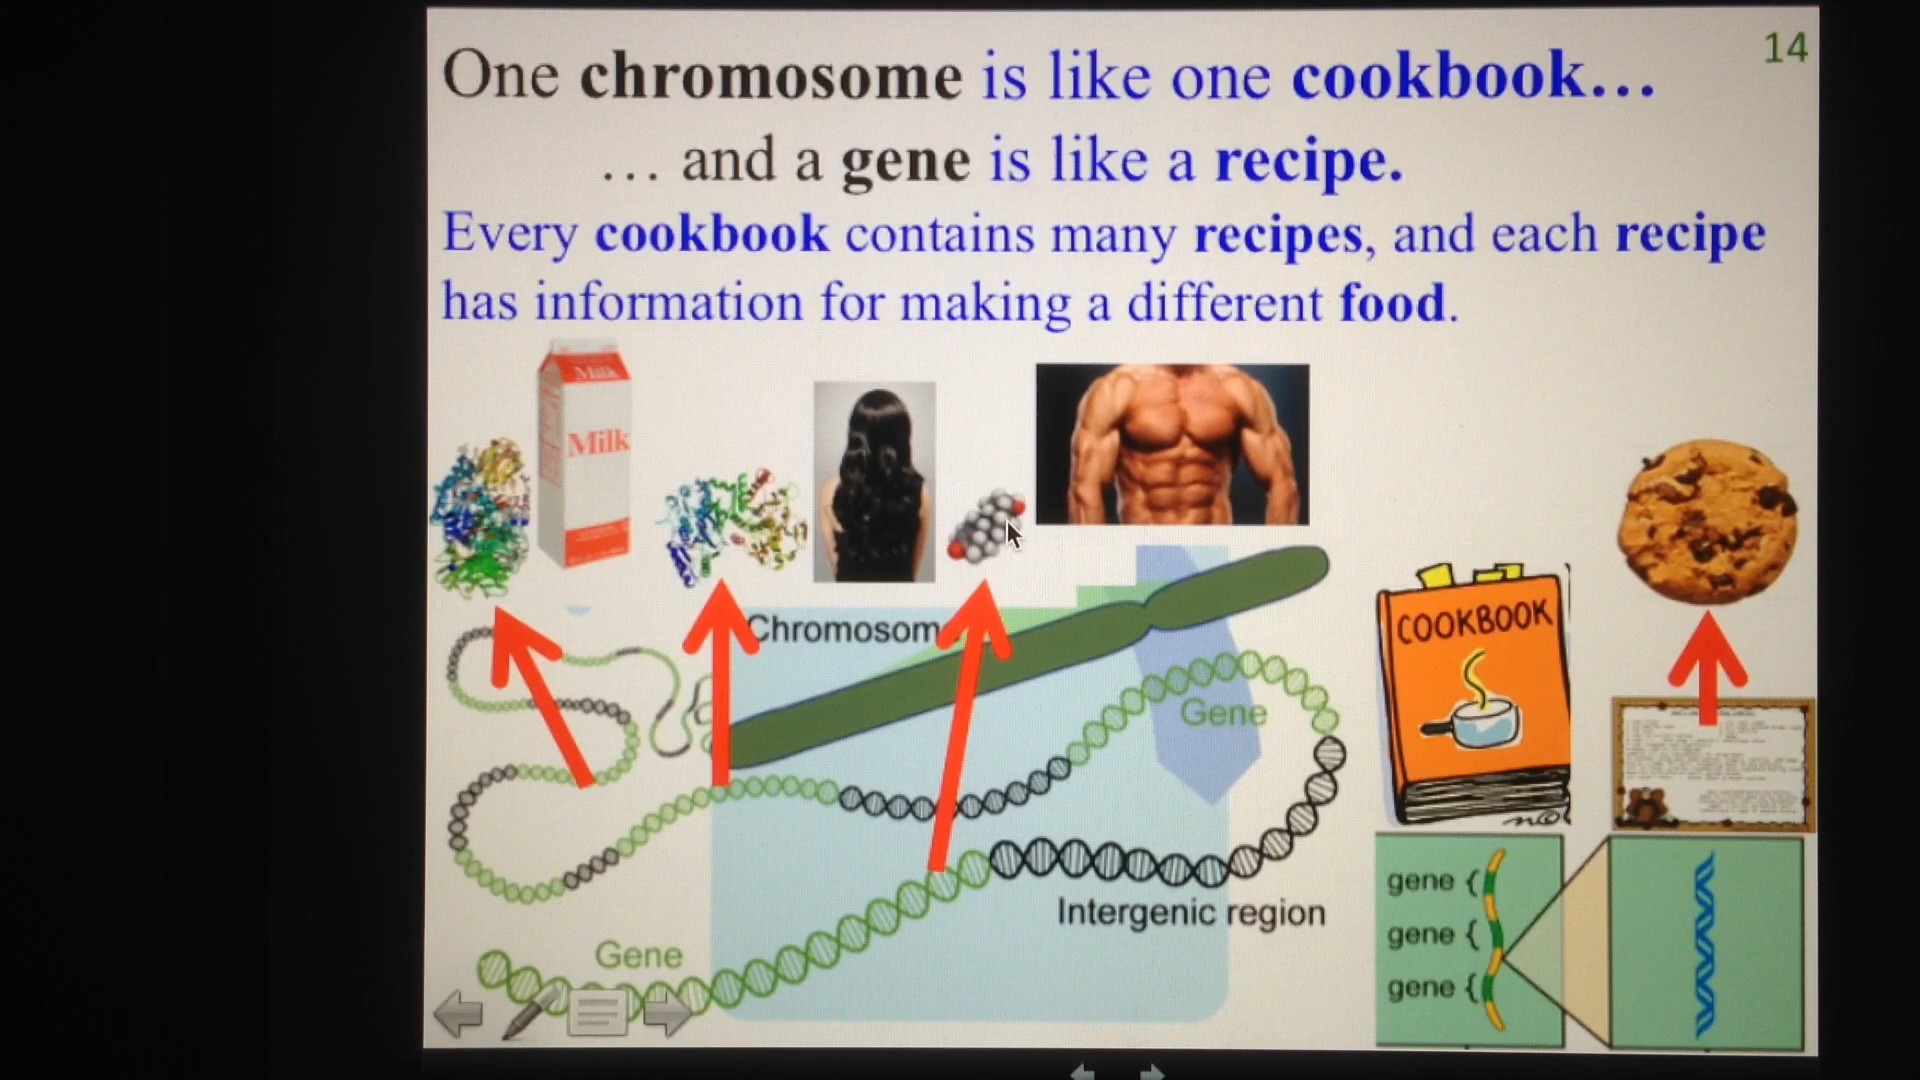 14
One chromosome is like one cookbook...
... and a gene is like a recipe.
Every cookbook contains many recipes, and each recipe
has information for making a different food.
Milk
Milk
Chromosom
Gene
Intergenic region
Gene
COOKBOOK
gene {
gene {
gene {